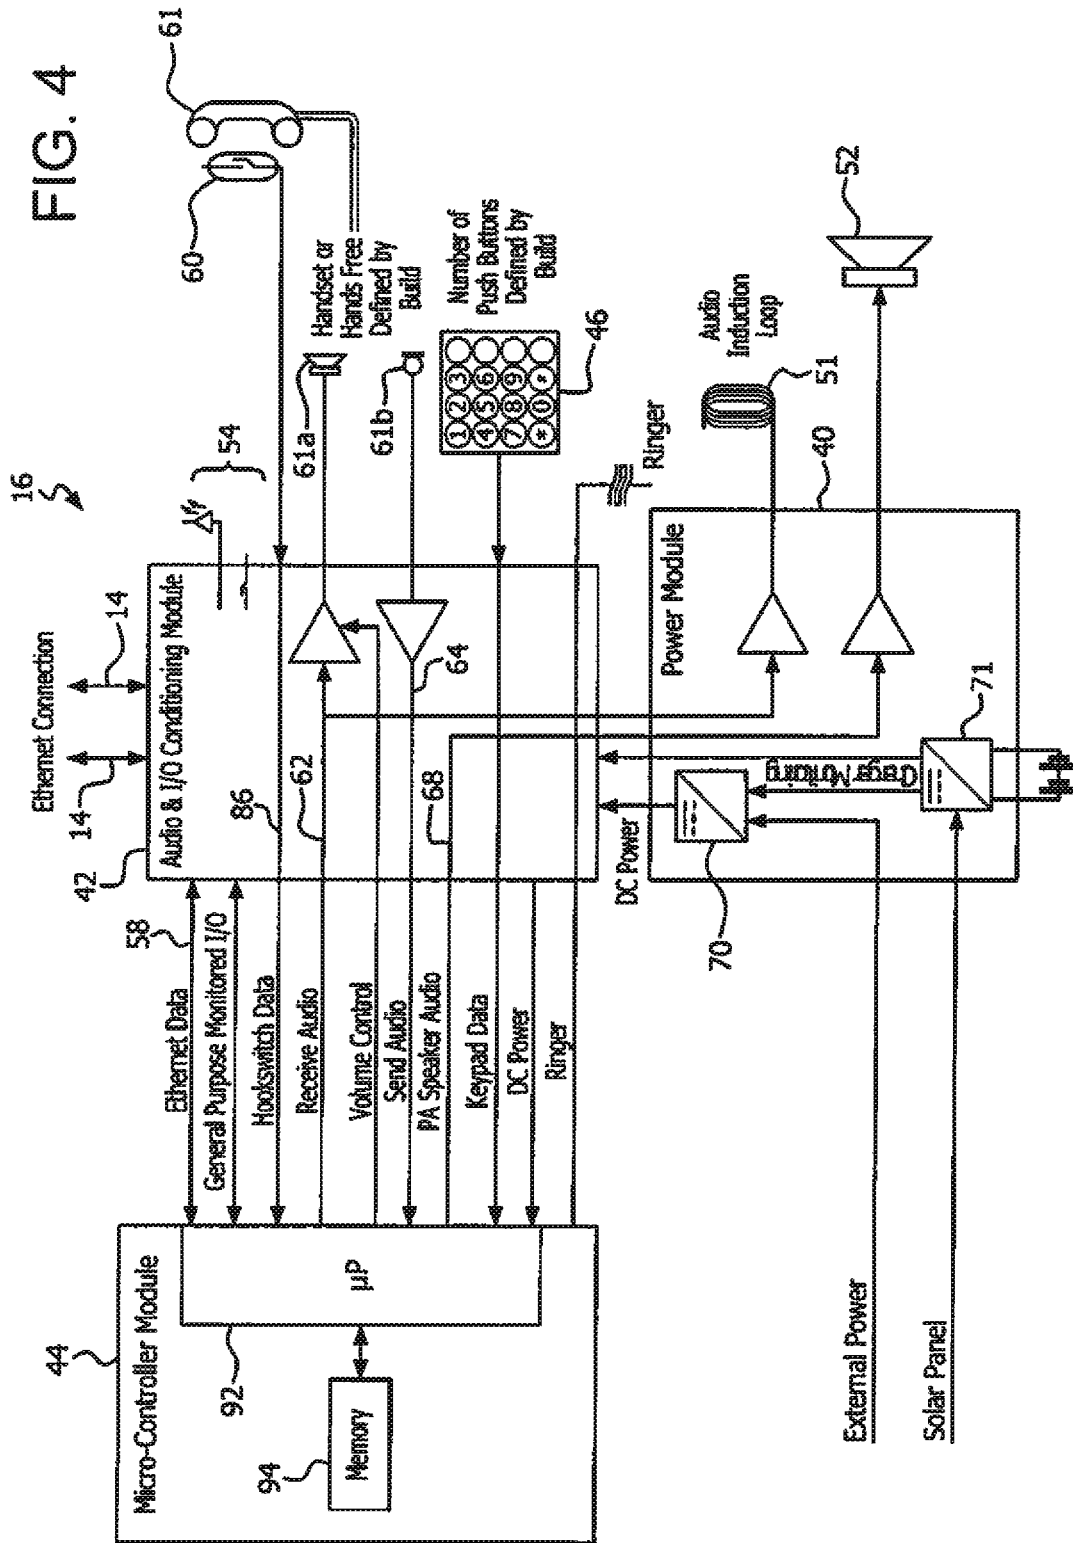 FIG. 4
16
Ethernet Connection
14
14
54
60
61
42
Audio & I/O Conditioning Module
58
Ethernet Data
General Purpose Monitored I/O
Hookswitch Data
Receive Audio
Volume Control
Send Audio
PA Speaker Audio
Keypad Data
DC Power
Ringer
86
62
64
68
61a
61b
Handset or
Hands Free
Defined by
Build
1 2 3
4 5 6
7 8 9
* 0
Number of
Push Buttons
Defined by
Build
46
Ringer
44
Micro-Controller Module
µP
92
Memory
94
Power Module
40
DC Power
70
71
Audio
Induction
Loop
51
52
External Power
Solar Panel